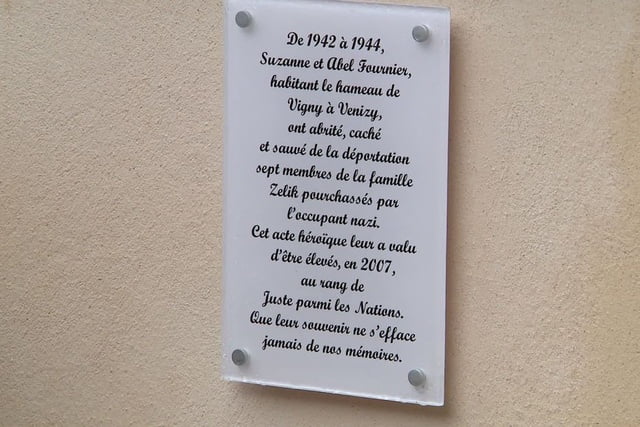 De 1942 à 1944,
Suzanne et Abel Fournier,
habitant le hameau de
Vigny à Venizy,
ont abrité, caché
et sauvé de la déportation
sept membres de la famille
Zelik pourchassés par
l'occupant nazi.
Cet acte héroïque leur a valu
d'être élevés, en 2007,
au rang de
Juste parmi les Nations.
Que leur souvenir ne s'efface
jamais de nos mémoires.